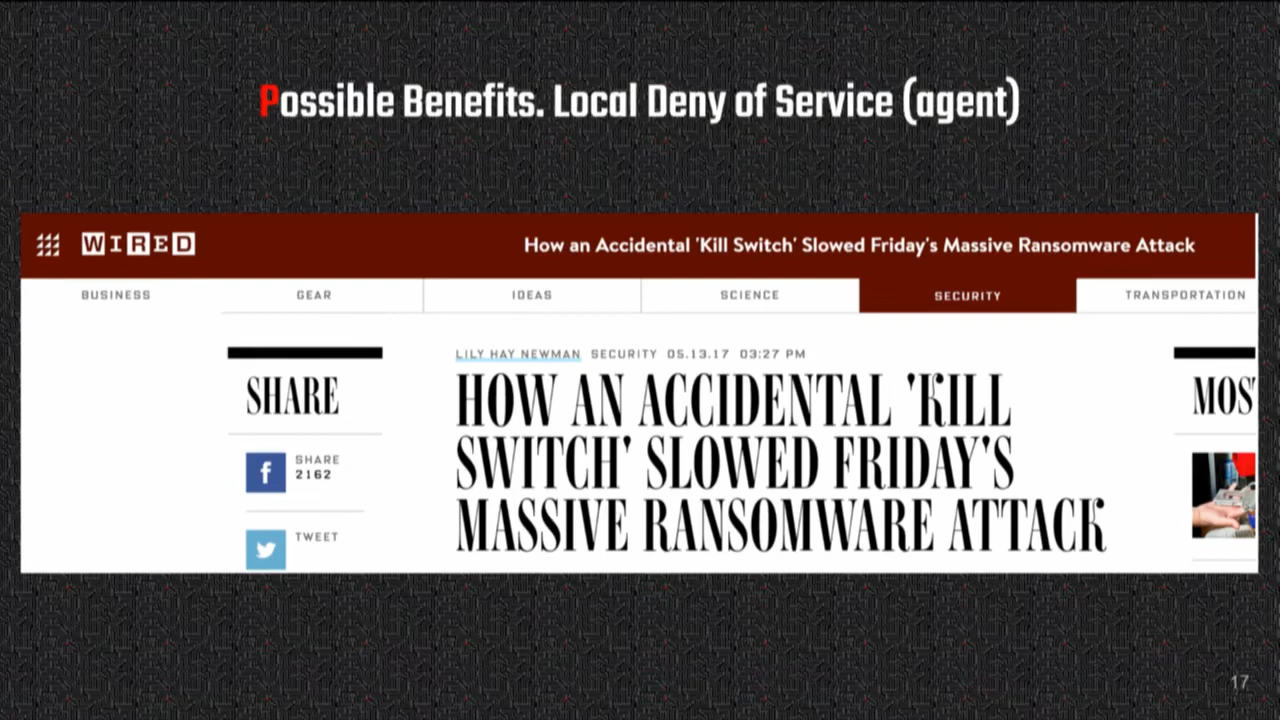 Possible Benefits. Local Deny of Service (agent)
WIRED
How an Accidental 'Kill Switch' Slowed Friday's Massive Ransomware Attack
BUSINESS
GEAR
IDEAS
SCIENCE
SECURITY
TRANSPORTATION
SHARE
SHARE
2162
TWEET
LILY HAY NEWMAN SECURITY 05.13.17 03:27 PM
HOW AN ACCIDENTAL 'KILL
SWITCH' SLOWED FRIDAY'S
MASSIVE RANSOMWARE ATTACK
MOS
17